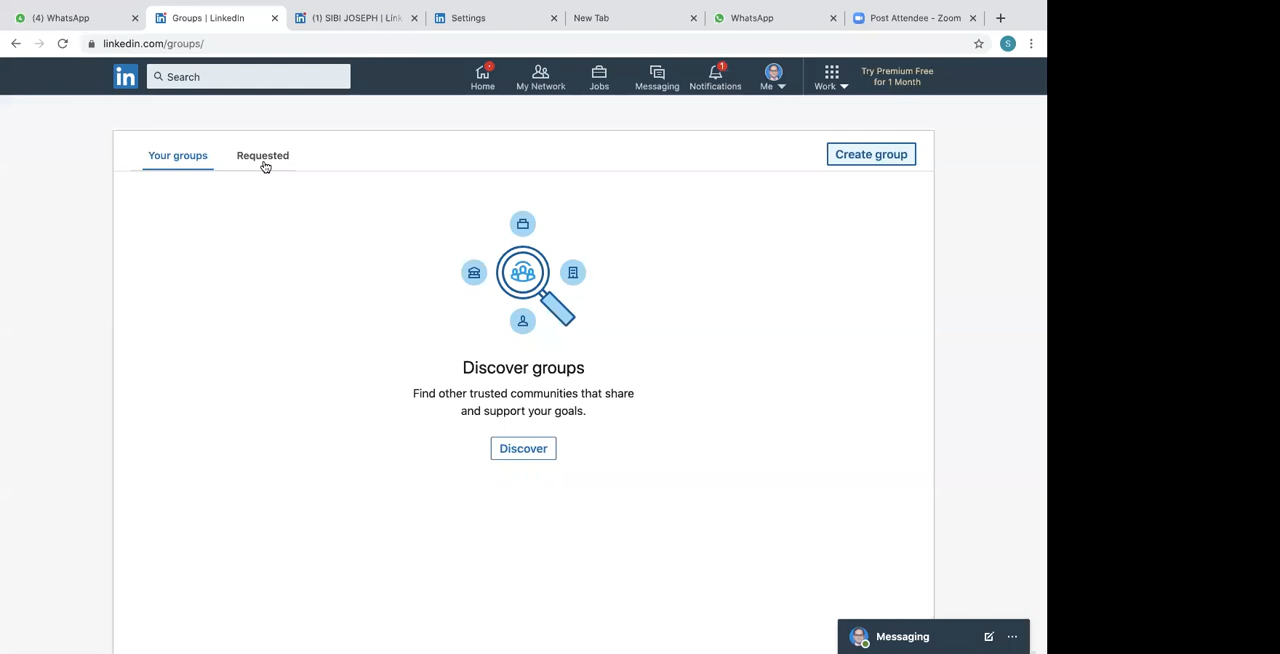 (4) WhatsApp
Groups | LinkedIn
(1) SIBI JOSEPH | Link
Settings
New Tab
WhatsApp
Post Attendee - Zoom
linkedin.com/groups/
S
in
Search
Home
My Network
Jobs
Messaging
1
Notifications
Me
Work
Try Premium Free
for 1 Month
Your groups
Requested
Create group
Discover groups
Find other trusted communities that share
and support your goals.
Discover
Messaging